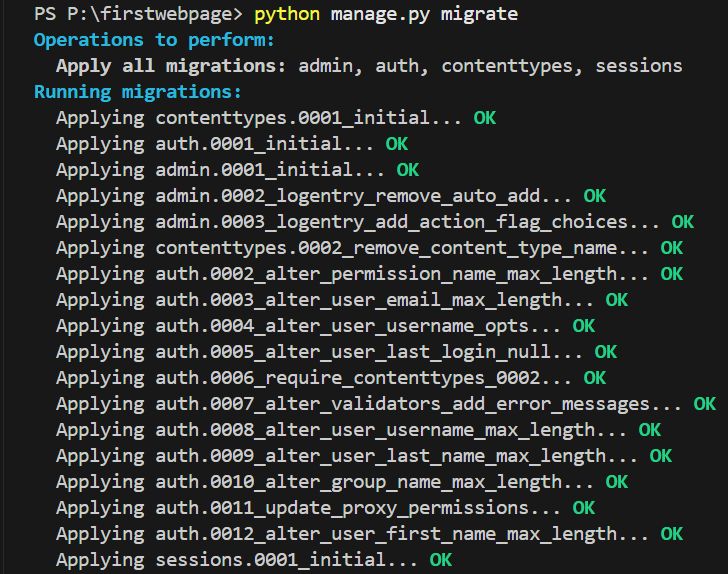 PS P:\firstwebpage> python manage.py migrate
Operations to perform:
Apply all migrations: admin, auth, contenttypes, sessions
Running migrations:
Applying contenttypes.0001_initial... OK
Applying auth.0001_initial... OK
Applying admin.0001_initial... OK
Applying admin.0002_logentry_remove_auto_add... OK
Applying admin.0003_logentry_add_action_flag_choices... OK
Applying contenttypes.0002_remove_content_type_name... OK
Applying auth.0002_alter_permission_name_max_length... OK
Applying auth.0003_alter_user_email_max_length... OK
Applying auth.0004_alter_user_username_opts... OK
Applying auth.0005_alter_user_last_login_null... OK
Applying auth.0006_require_contenttypes_0002... OK
Applying auth.0007_alter_validators_add_error_messages... OK
Applying auth.0008_alter_user_username_max_length... OK
Applying auth.0009_alter_user_last_name_max_length... OK
Applying auth.0010_alter_group_name_max_length... OK
Applying auth.0011_update_proxy_permissions... OK
Applying auth.0012_alter_user_first_name_max_length... OK
Applying sessions.0001_initial... OK